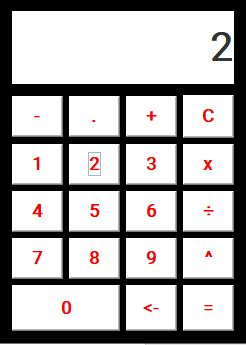 2
- . + C
1 2 3 x
4 5 6 ÷
7 8 9 ^
0 <- =